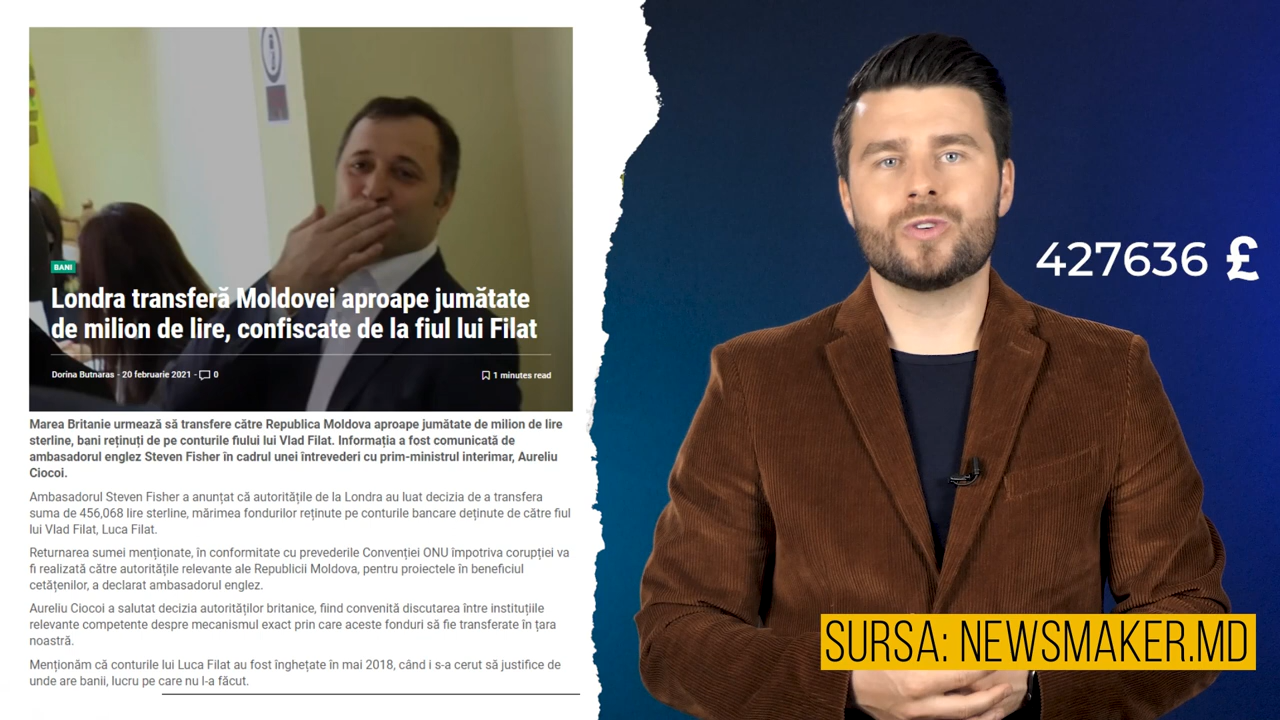 BANI
Londra transferă Moldovei aproape jumătate
de milion de lire, confiscate de la fiul lui Filat
Dorina Butnaras - 20 februarie 2021 - 0
1 minutes read
Marea Britanie urmează să transfere către Republica Moldova aproape jumătate de milion de lire
sterline, bani reținuți de pe conturile fiului lui Vlad Filat. Informația a fost comunicată de
ambasadorul englez Steven Fisher în cadrul unei întrevederi cu prim-ministrul interimar, Aureliu
Ciocoi.
Ambasadorul Steven Fisher a anunțat că autoritățile de la Londra au luat decizia de a transfera
suma de 456,068 lire sterline, mărimea fondurilor reținute pe conturile bancare deținute de către fiul
lui Vlad Filat, Luca Filat.
Returnarea sumei menționate, în conformitate cu prevederile Convenției ONU împotriva corupției va
fi realizată către autoritățile relevante ale Republicii Moldova, pentru proiectele în beneficiul
cetățenilor, a declarat ambasadorul englez.
Aureliu Ciocoi a salutat decizia autorităților britanice, fiind convenită discutarea între instituțiile
relevante competente despre mecanismul exact prin care aceste fonduri să fie transferate în țara
noastră.
Menționăm că conturile lui Luca Filat au fost înghețate în mai 2018, când i s-a cerut să justifice de
unde are banii, lucru pe care nu l-a făcut.
427636 £
SURSA: NEWSMAKER.MD